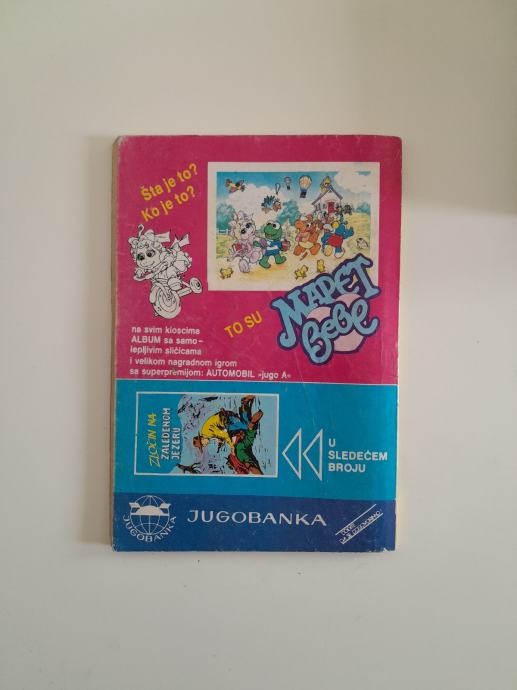 Šta je to?
Ko je to?
TO SU
MAPET
BeBe
na svim kioscima
ALBUM sa samo-
lepljivim sličicama
i velikom nagradnom igrom
sa superpremijom: AUTOMOBIL »jugo A«
ZLOČIN NA
ZALEĐENOM
JEZERU
U
SLEDEĆEM
BROJU
JUGOBANKA
JUGOBANKA